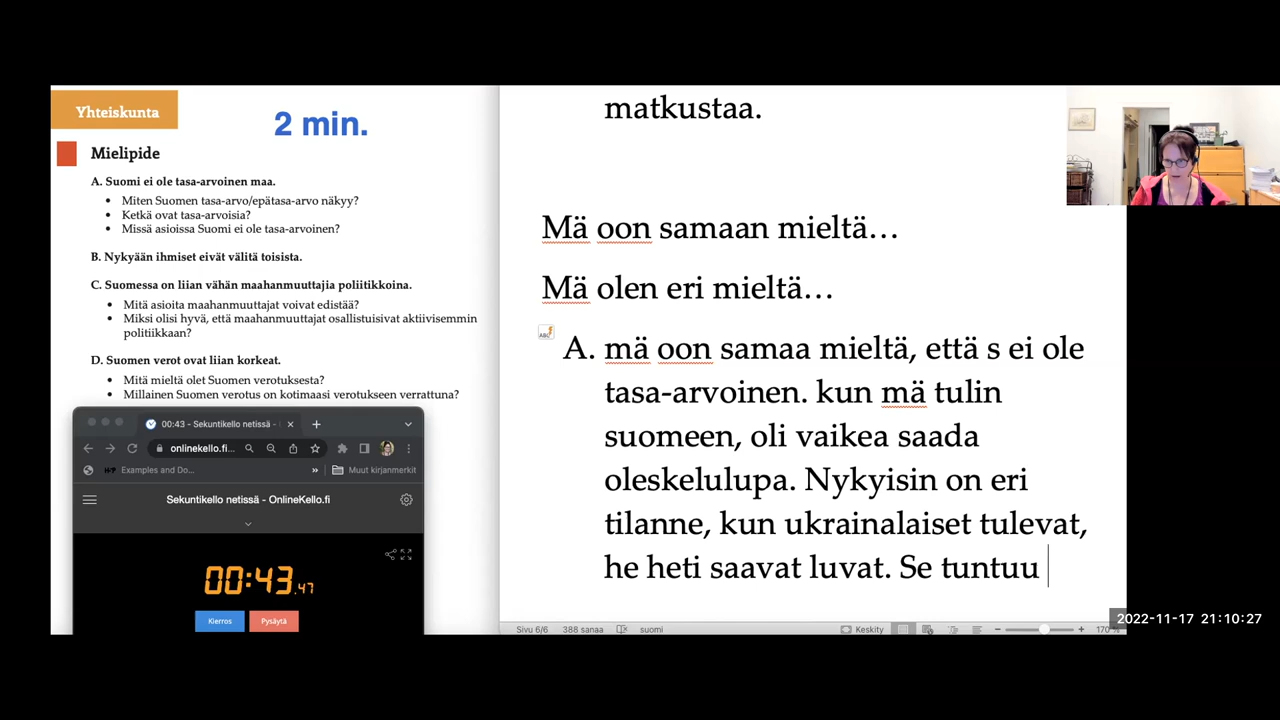 Yhteiskunta
2 min.
Mielipide
A. Suomi ei ole tasa-arvoinen maa.
• Miten Suomen tasa-arvo/epätasa-arvo näkyy?
• Ketkä ovat tasa-arvoisia?
• Missä asioissa Suomi ei ole tasa-arvoinen?
B. Nykyään ihmiset eivät välitä toisista.
C. Suomessa on liian vähän maahanmuuttajia poliitikkoina.
• Mitä asioita maahanmuuttajat voivat edistää?
• Miksi olisi hyvä, että maahanmuuttajat osallistuisivat aktiivisemmin
politiikkaan?
D. Suomen verot ovat liian korkeat.
• Mitä mieltä olet Suomen verotuksesta?
• Millainen Suomen verotus on kotimaasi verotukseen verrattuna?
00:43 - Sekuntikello netissä -
onlinekello.fi...
Examples and Do...
»
Muut kirjanmerkit
Sekuntikello netissä - OnlineKello.fi
00:43.47
Kierros
Pysäytä
matkustaa.
Mä oon samaan mieltä…
Mä olen eri mieltä…
A. mä oon samaa mieltä, että s ei ole
tasa-arvoinen. kun mä tulin
suomeen, oli vaikea saada
oleskelulupa. Nykyisin on eri
tilanne, kun ukrainalaiset tulevat,
he heti saavat luvat. Se tuntuu
Sivu 6/6
388 sanaa
suomi
Keskity
170 %
2022-11-17 21:10:27